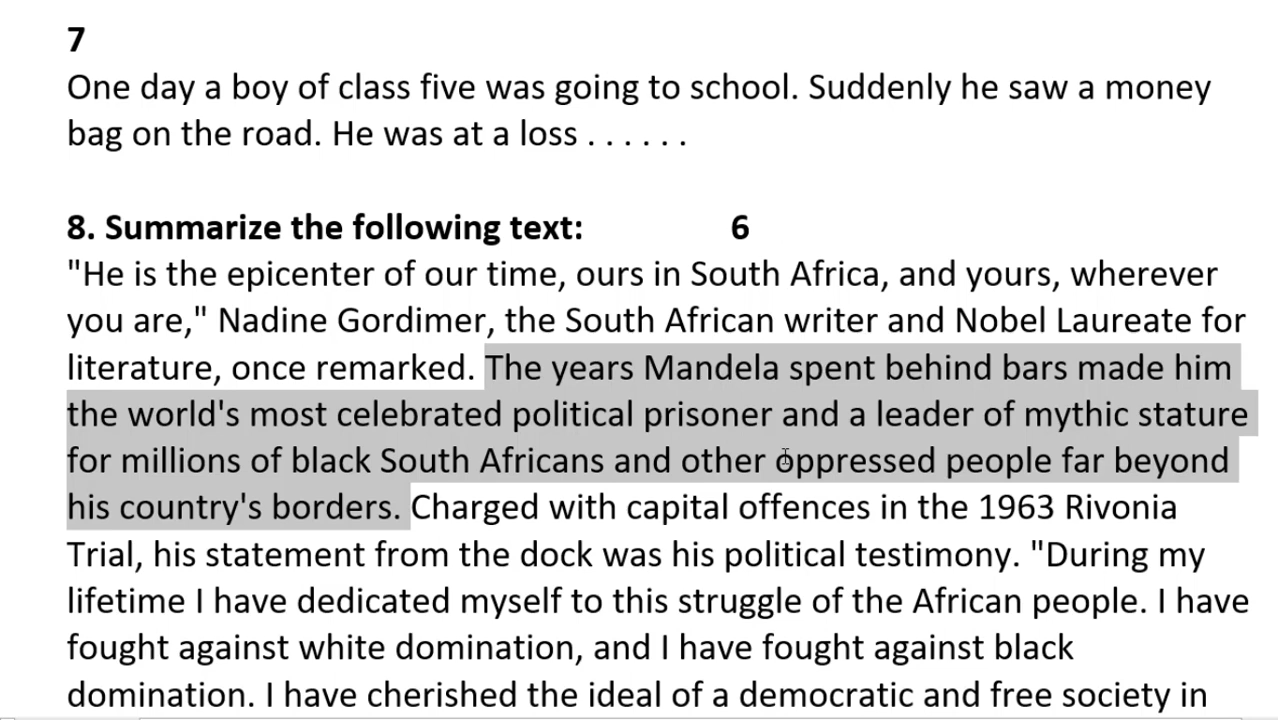 7
One day a boy of class five was going to school. Suddenly he saw a money
bag on the road. He was at a loss . . . . . .
8. Summarize the following text: 6
"He is the epicenter of our time, ours in South Africa, and yours, wherever
you are," Nadine Gordimer, the South African writer and Nobel Laureate for
literature, once remarked. The years Mandela spent behind bars made him
the world's most celebrated political prisoner and a leader of mythic stature
for millions of black South Africans and other oppressed people far beyond
his country's borders. Charged with capital offences in the 1963 Rivonia
Trial, his statement from the dock was his political testimony. "During my
lifetime I have dedicated myself to this struggle of the African people. I have
fought against white domination, and I have fought against black
domination. I have cherished the ideal of a democratic and free society in